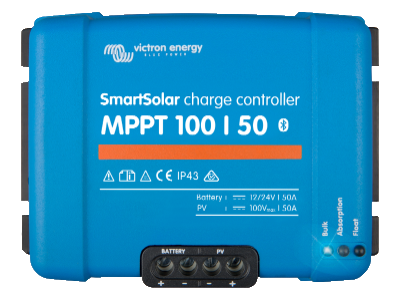 victron energy
BLUE POWER
SmartSolar charge controller
MPPT 100 | 50
CE IP43
Battery : 12/24V | 50A
PV : 100Vmax | 50A
Bulk
Absorption
Float
BATTERY PV
+ - - +